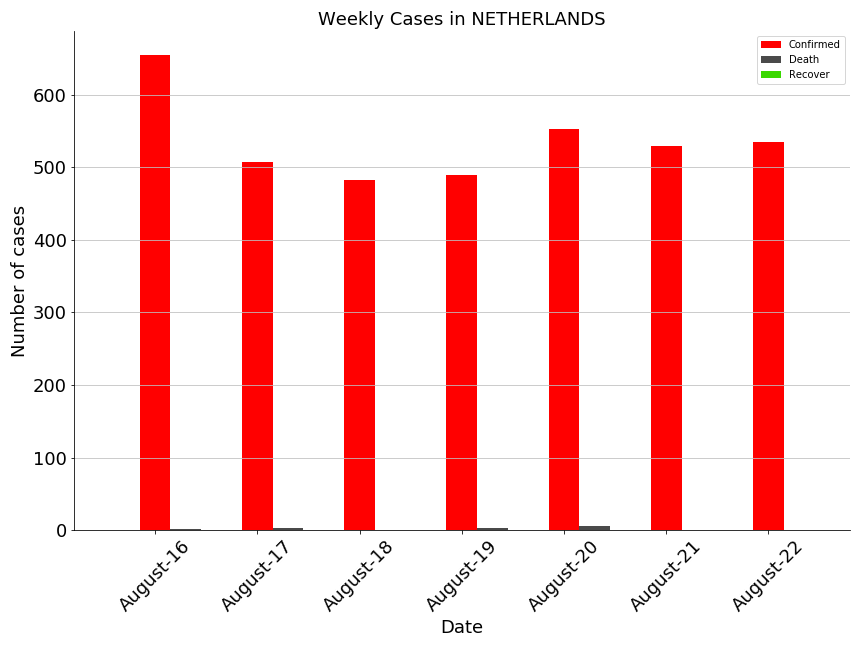 Weekly Cases in NETHERLANDS
Confirmed
Death
Recover
Number of cases
600
500
400
300
200
100
0
August-16
August-17
August-18
August-19
August-20
August-21
August-22
Date